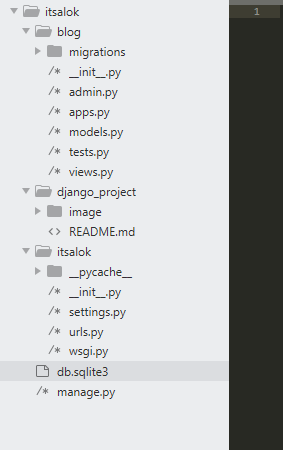 itsalok
1
blog
migrations
/* __init__.py
/* admin.py
/* apps.py
/* models.py
/* tests.py
/* views.py
django_project
image
<> README.md
itsalok
__pycache__
/* __init__.py
/* settings.py
/* urls.py
/* wsgi.py
db.sqlite3
/* manage.py